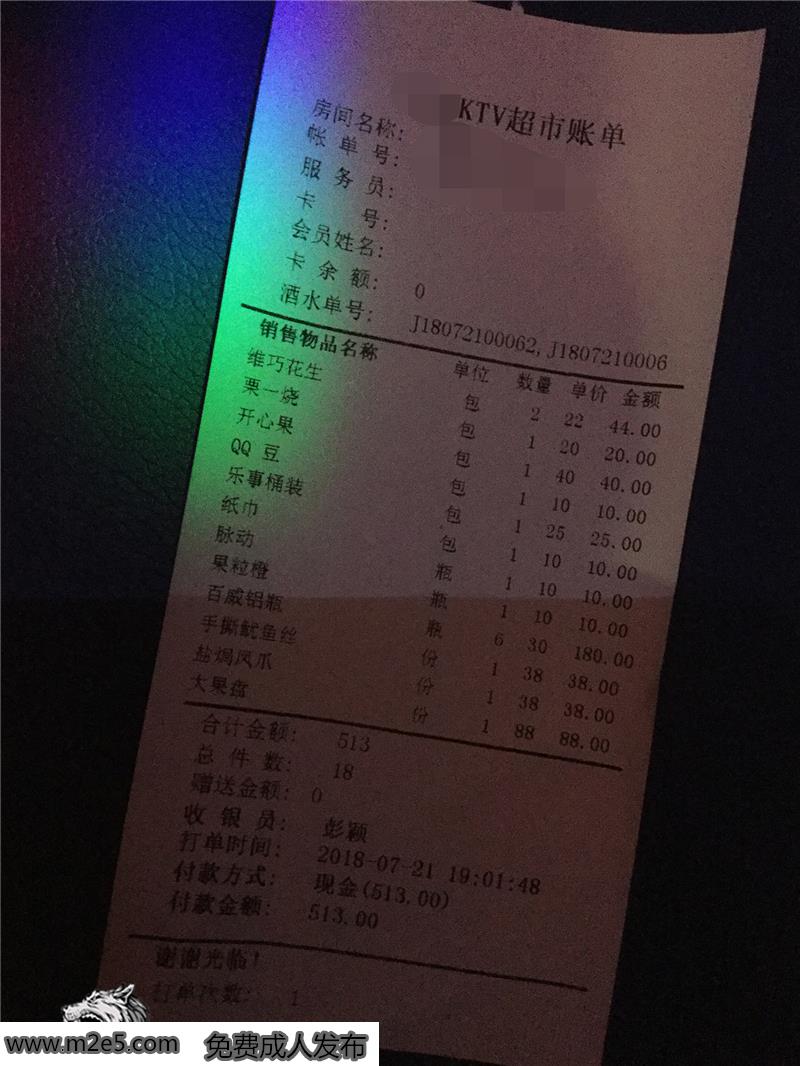 KTV超市账单
房间名称:
帐 单 号:
服 务 员:
卡 号:
会员姓名:
卡 余 额: 0
酒水单号: J18072100062,J1807210006
销售物品名称 单位 数量 单价 金额
维巧花生 包 2 22 44.00
栗一烧 包 1 20 20.00
开心果 包 1 40 40.00
QQ 豆 包 1 10 10.00
乐事桶装 包 1 25 25.00
纸巾 包 1 10 10.00
脉动 瓶 1 10 10.00
果粒橙 瓶 1 10 10.00
百威铝瓶 瓶 6 30 180.00
手撕鱿鱼丝 份 1 38 38.00
盐焗凤爪 份 1 38 38.00
大果盘 份 1 88 88.00
合计金额: 513
总 件 数: 18
赠送金额: 0
收 银 员: 彭颖
打单时间: 2018-07-21 19:01:48
付款方式: 现金(513.00)
付款金额: 513.00
谢谢光临!
打单次数: 1
www.m2e5.com 免费成人发布